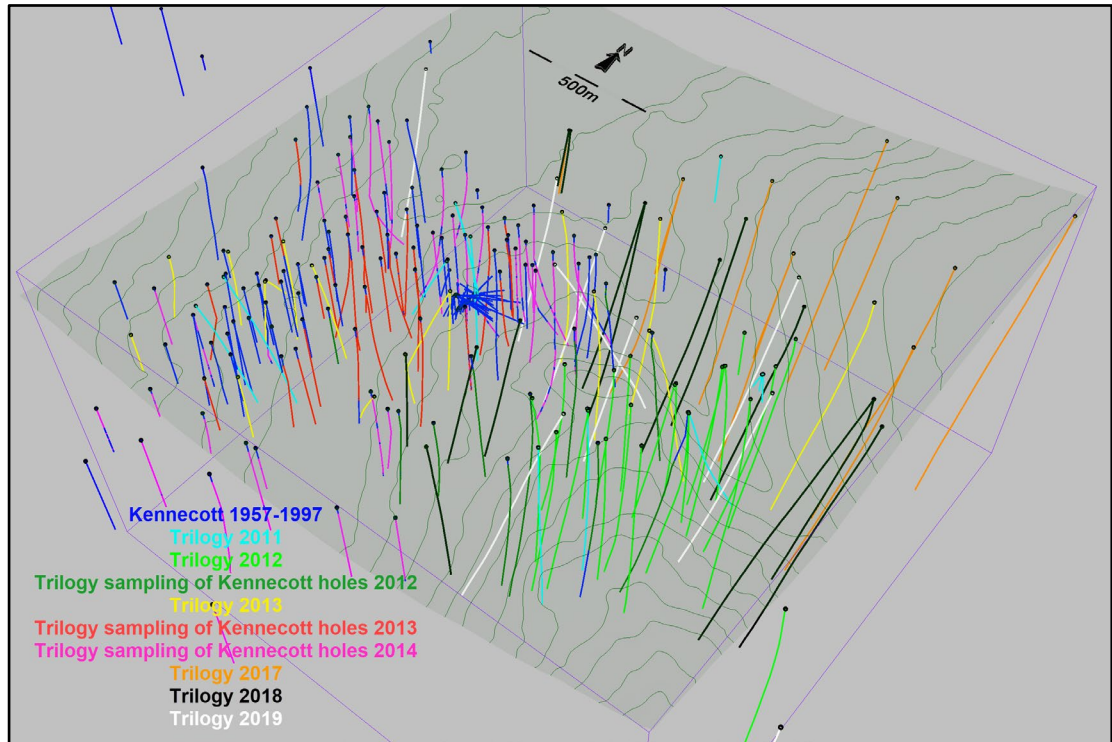 N
500m
Kennecott 1957-1997
Trilogy 2011
Trilogy 2012
Trilogy sampling of Kennecott holes 2012
Trilogy 2013
Trilogy sampling of Kennecott holes 2013
Trilogy sampling of Kennecott holes 2014
Trilogy 2017
Trilogy 2018
Trilogy 2019